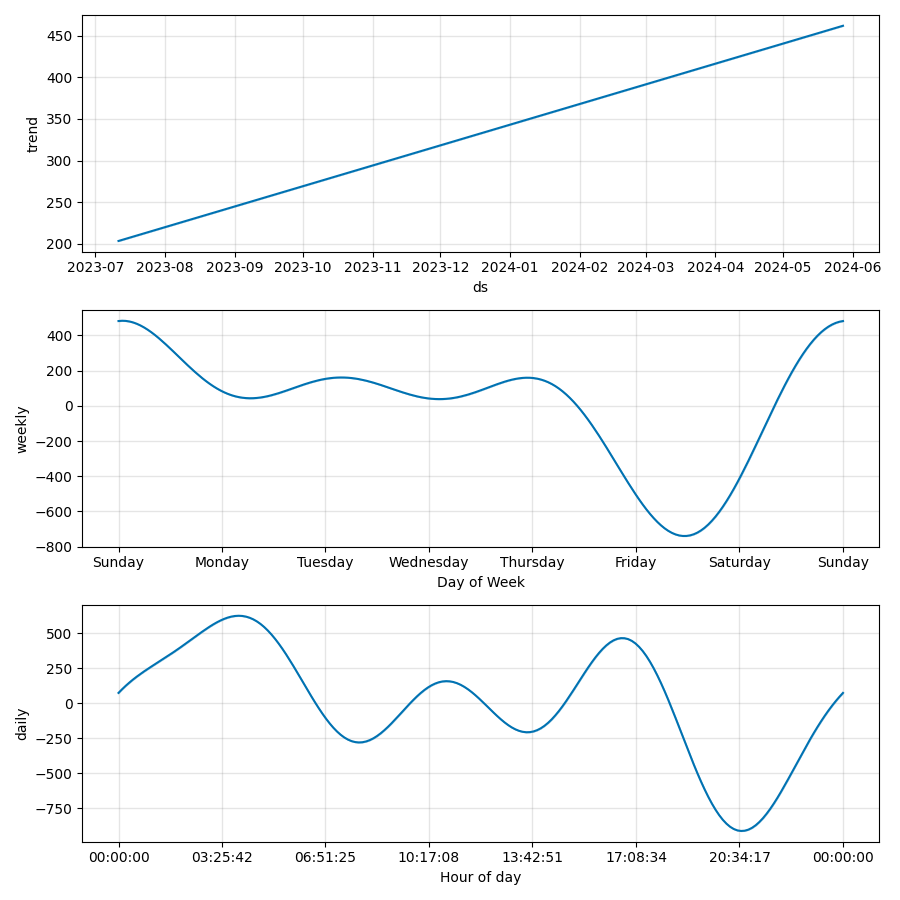 450
400
350
300
250
200
trend
2023-07 2023-08 2023-09 2023-10 2023-11 2023-12 2024-01 2024-02 2024-03 2024-04 2024-05 2024-06
ds
400
200
0
−200
−400
−600
−800
weekly
Sunday Monday Tuesday Wednesday Thursday Friday Saturday Sunday
Day of Week
500
250
0
−250
−500
−750
daily
00:00:00 03:25:42 06:51:25 10:17:08 13:42:51 17:08:34 20:34:17 00:00:00
Hour of day